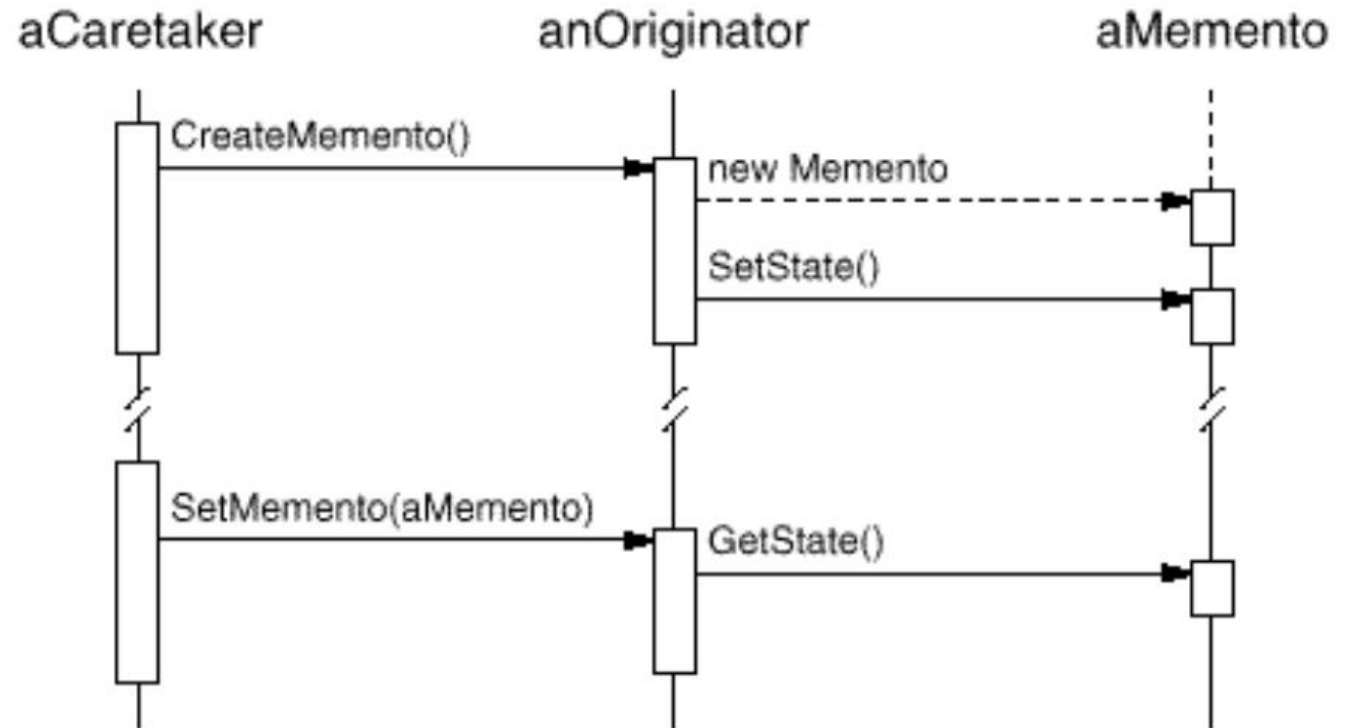 aCaretaker anOriginator aMemento
CreateMemento()
new Memento
SetState()
SetMemento(aMemento)
GetState()